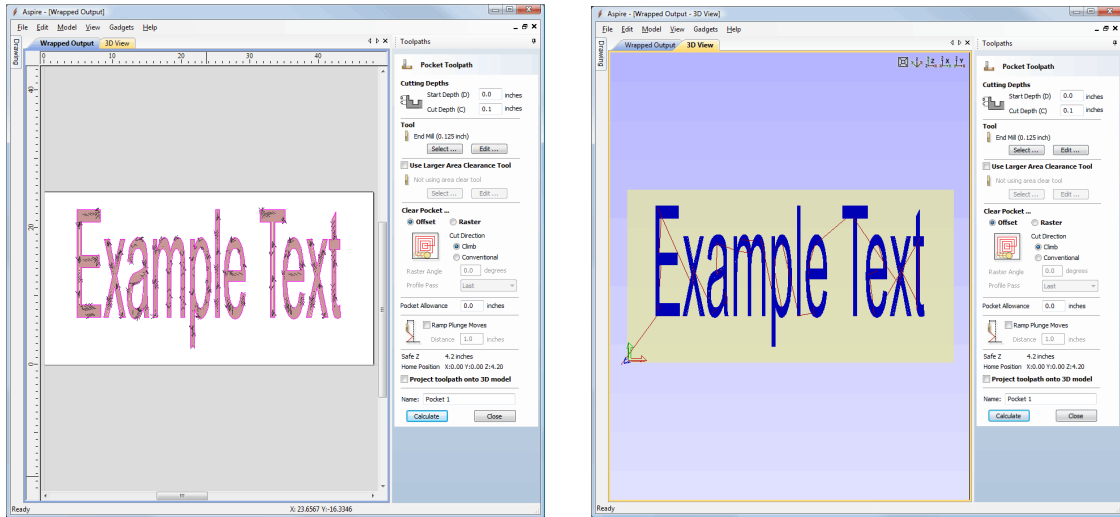 Aspire - [Wrapped Output]
File Edit Model View Gadgets Help
Drawing
Wrapped Output 3D View
0 10 20 30 40
40
20
0
Example Text
Toolpaths
Pocket Toolpath
Cutting Depths
Start Depth (D) 0.0 inches
Cut Depth (C) 0.1 inches
Tool
End Mill (0.125 inch)
Select ... Edit ...
Use Larger Area Clearance Tool
Not using area clear tool
Select ... Edit ...
Clear Pocket ...
Offset Raster
Cut Direction
Climb
Conventional
Raster Angle 0.0 degrees
Profile Pass Last
Pocket Allowance 0.0 inches
Ramp Plunge Moves
Distance 1.0 inches
Safe Z 4.2 inches
Home Position X:0.00 Y:0.00 Z:4.20
Project toolpath onto 3D model
Name: Pocket 1
Calculate Close
Ready X: 23.6567 Y:-16.3346
Aspire - [Wrapped Output - 3D View]
File Edit Model View Gadgets Help
Drawing
Wrapped Output 3D View
Z X Y
Example Text
Toolpaths
Pocket Toolpath
Cutting Depths
Start Depth (D) 0.0 inches
Cut Depth (C) 0.1 inches
Tool
End Mill (0.125 inch)
Select ... Edit ...
Use Larger Area Clearance Tool
Not using area clear tool
Select ... Edit ...
Clear Pocket ...
Offset Raster
Cut Direction
Climb
Conventional
Raster Angle 0.0 degrees
Profile Pass Last
Pocket Allowance 0.0 inches
Ramp Plunge Moves
Distance 1.0 inches
Safe Z 4.2 inches
Home Position X:0.00 Y:0.00 Z:4.20
Project toolpath onto 3D model
Name: Pocket 1
Calculate Close
Ready